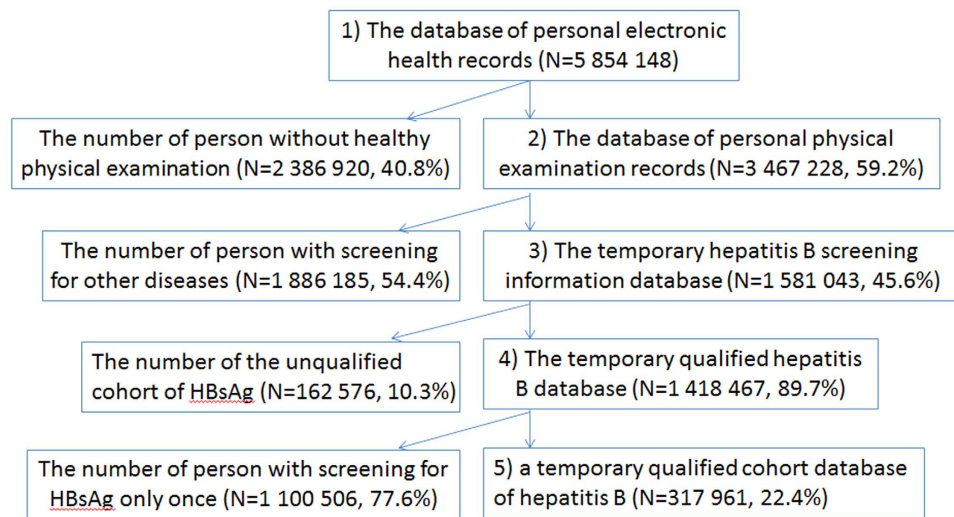 1) The database of personal electronic
health records (N=5 854 148)
The number of person without healthy
physical examination (N=2 386 920, 40.8%)
2) The database of personal physical
examination records (N=3 467 228, 59.2%)
The number of person with screening
for other diseases (N=1 886 185, 54.4%)
3) The temporary hepatitis B screening
information database (N=1 581 043, 45.6%)
The number of the unqualified
cohort of HBsAg (N=162 576, 10.3%)
4) The temporary qualified hepatitis
B database (N=1 418 467, 89.7%)
The number of person with screening for
HBsAg only once (N=1 100 506, 77.6%)
5) a temporary qualified cohort database
of hepatitis B (N=317 961, 22.4%)